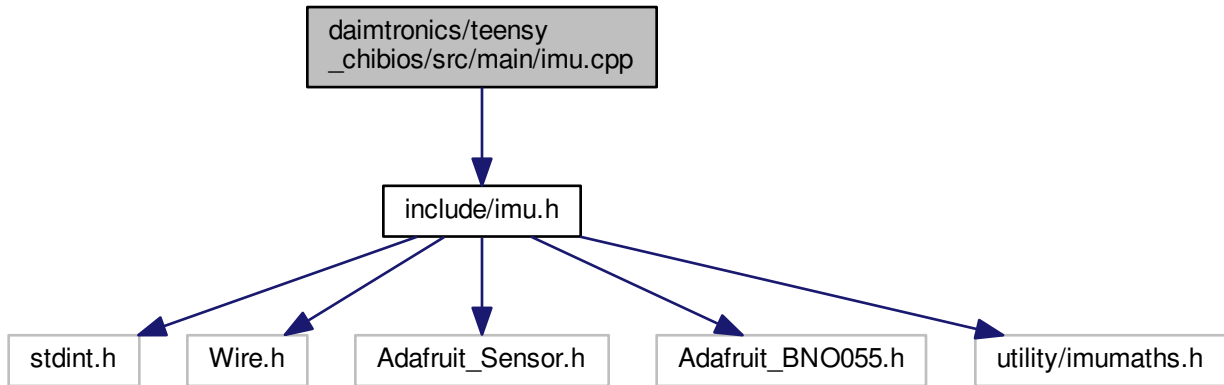 daimtronics/teensy
_chibios/src/main/imu.cpp
include/imu.h
stdint.h
Wire.h
Adafruit_Sensor.h
Adafruit_BNO055.h
utility/imumaths.h